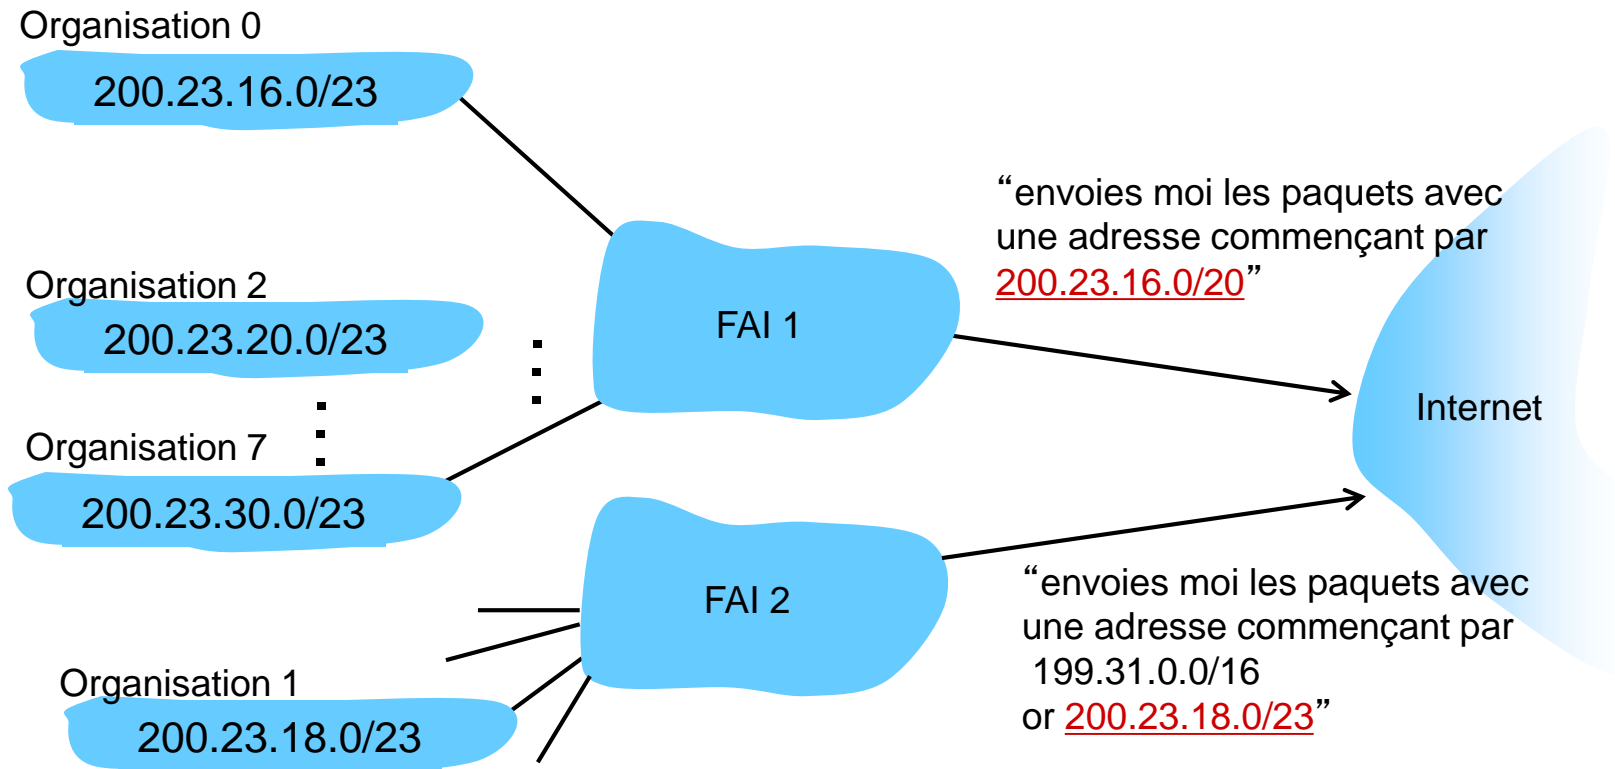 Organisation 0
200.23.16.0/23
“envoies moi les paquets avec
une adresse commençant par
200.23.16.0/20”
Organisation 2
200.23.20.0/23
FAI 1
Internet
Organisation 7
200.23.30.0/23
FAI 2
“envoies moi les paquets avec
une adresse commençant par
199.31.0.0/16
or 200.23.18.0/23”
Organisation 1
200.23.18.0/23